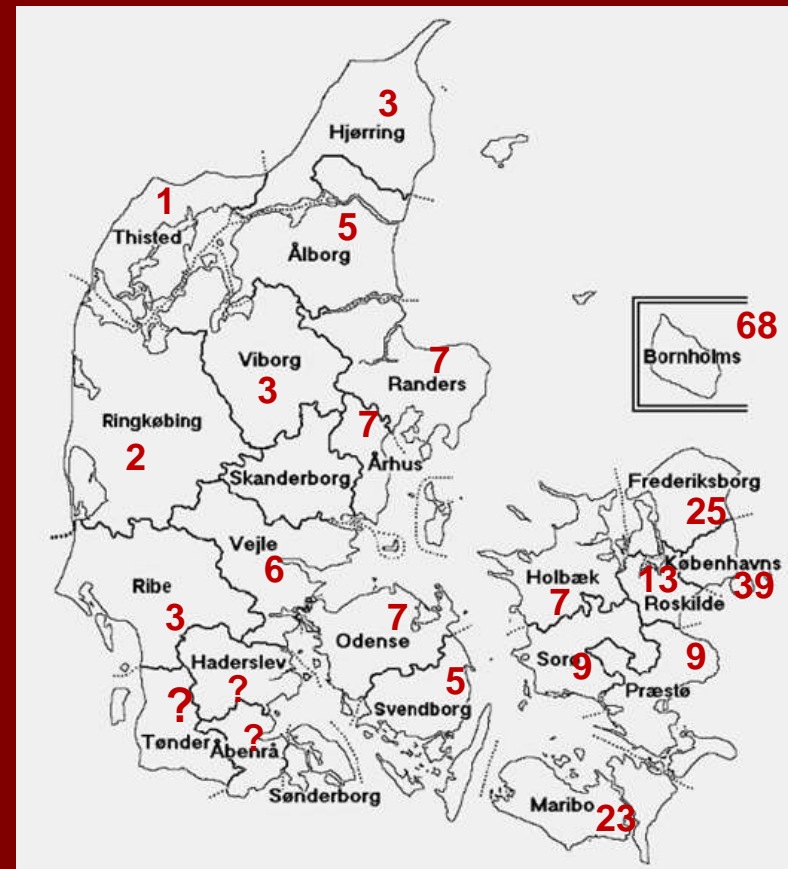 3
Hjørring
1
Thisted
5
Ålborg
68
Bornholms
Viborg
3
7
Randers
Ringkøbing
2
7
Århus
Skanderborg
Frederiksborg
25
Vejle
6
Københavns
39
13
Roskilde
Holbæk
7
Ribe
3
7
Odense
Haderslev
?
Sorø
9
9
Præstø
5
Svendborg
?
Tønder
?
Åbenrå
Sønderborg
Maribo
23